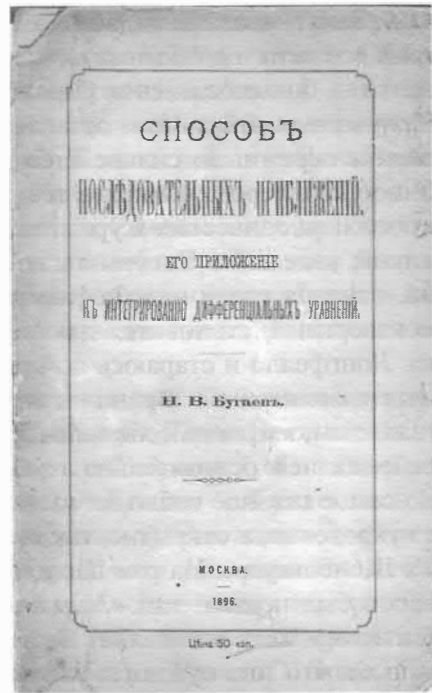 СПОСОБЪ
ПОСЛѢДОВАТЕЛЬНЫХЪ ПРИБЛИЖЕНІЙ.
ЕГО ПРИЛОЖЕНІЕ
КЪ ИНТЕГРИРОВАНІЮ ДИФФЕРЕНЦІАЛЬНЫХЪ УРАВНЕНІЙ.
Н. В. Бугаевъ.
МОСКВА.
1896.
Цѣна 50 коп.